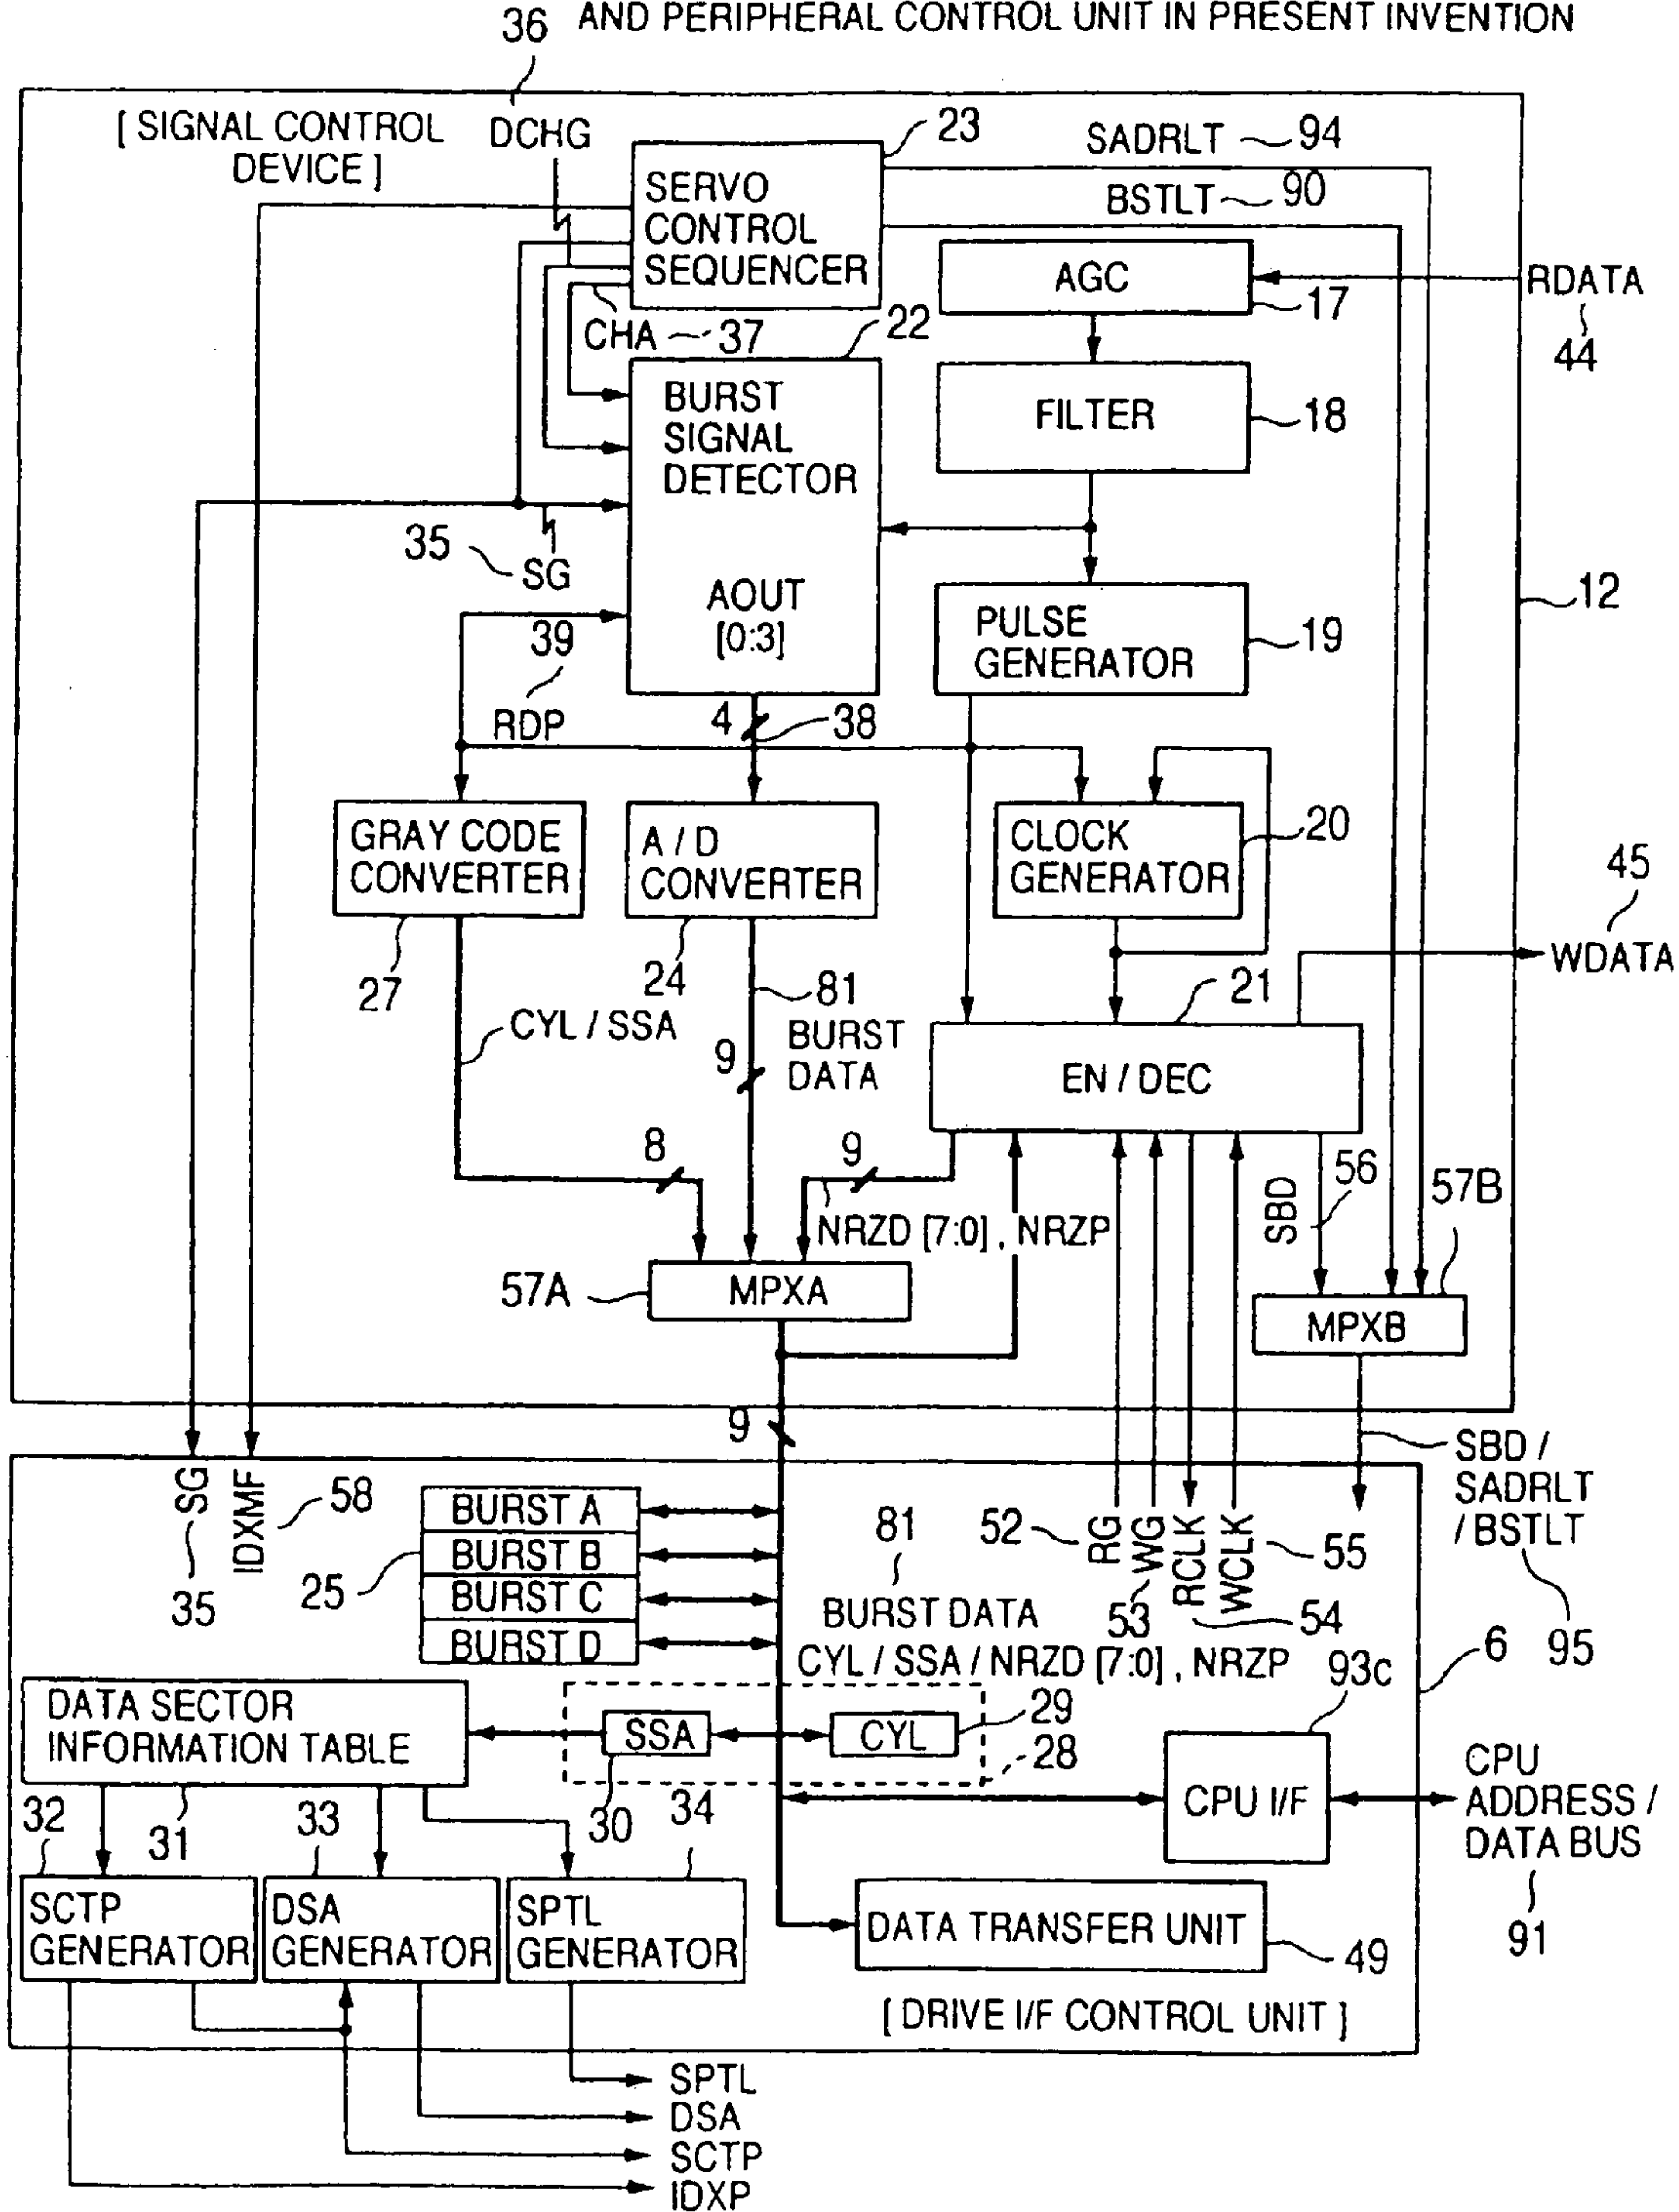 AND PERIPHERAL CONTROL UNIT IN PRESENT INVENTION
36
[ SIGNAL CONTROL
DEVICE ]
DCHG
23
SADRLT
94
SERVO
CONTROL
SEQUENCER
BSTLT
90
AGC
17
RDATA
44
CHA
37
22
BURST
SIGNAL
DETECTOR
FILTER
18
35
SG
AOUT
[0:3]
12
PULSE
GENERATOR
19
39
RDP
4
38
GRAY CODE
CONVERTER
A / D
CONVERTER
CLOCK
GENERATOR
20
45
WDATA
27
24
81
21
CYL / SSA
9
BURST
DATA
EN / DEC
8
9
SBD
56
57B
NRZD [7:0] , NRZP
57A
MPXA
MPXB
9
SBD /
SADRLT
/ BSTLT
95
SG
35
IDXMF
58
25
BURST A
BURST B
BURST C
BURST D
81
BURST DATA
CYL / SSA / NRZD [7:0] , NRZP
52
RG
WG
53
RCLK
54
WCLK
55
6
93c
DATA SECTOR
INFORMATION TABLE
SSA
CYL
29
28
30
CPU I/F
CPU
ADDRESS /
DATA BUS
91
32
31
33
34
SCTP
GENERATOR
DSA
GENERATOR
SPTL
GENERATOR
DATA TRANSFER UNIT
49
[ DRIVE I/F CONTROL UNIT ]
SPTL
DSA
SCTP
IDXP